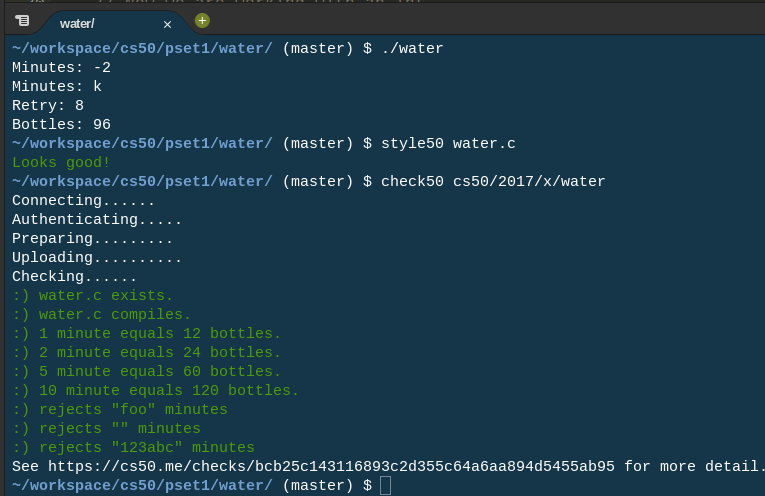 water/
~/workspace/cs50/pset1/water/ (master) $ ./water
Minutes: -2
Minutes: k
Retry: 8
Bottles: 96
~/workspace/cs50/pset1/water/ (master) $ style50 water.c
Looks good!
~/workspace/cs50/pset1/water/ (master) $ check50 cs50/2017/x/water
Connecting......
Authenticating.....
Preparing.........
Uploading..........
Checking......
:) water.c exists.
:) water.c compiles.
:) 1 minute equals 12 bottles.
:) 2 minute equals 24 bottles.
:) 5 minute equals 60 bottles.
:) 10 minute equals 120 bottles.
:) rejects "foo" minutes
:) rejects "" minutes
:) rejects "123abc" minutes
See https://cs50.me/checks/bcb25c143116893c2d355c64a6aa894d5455ab95 for more detail.
~/workspace/cs50/pset1/water/ (master) $